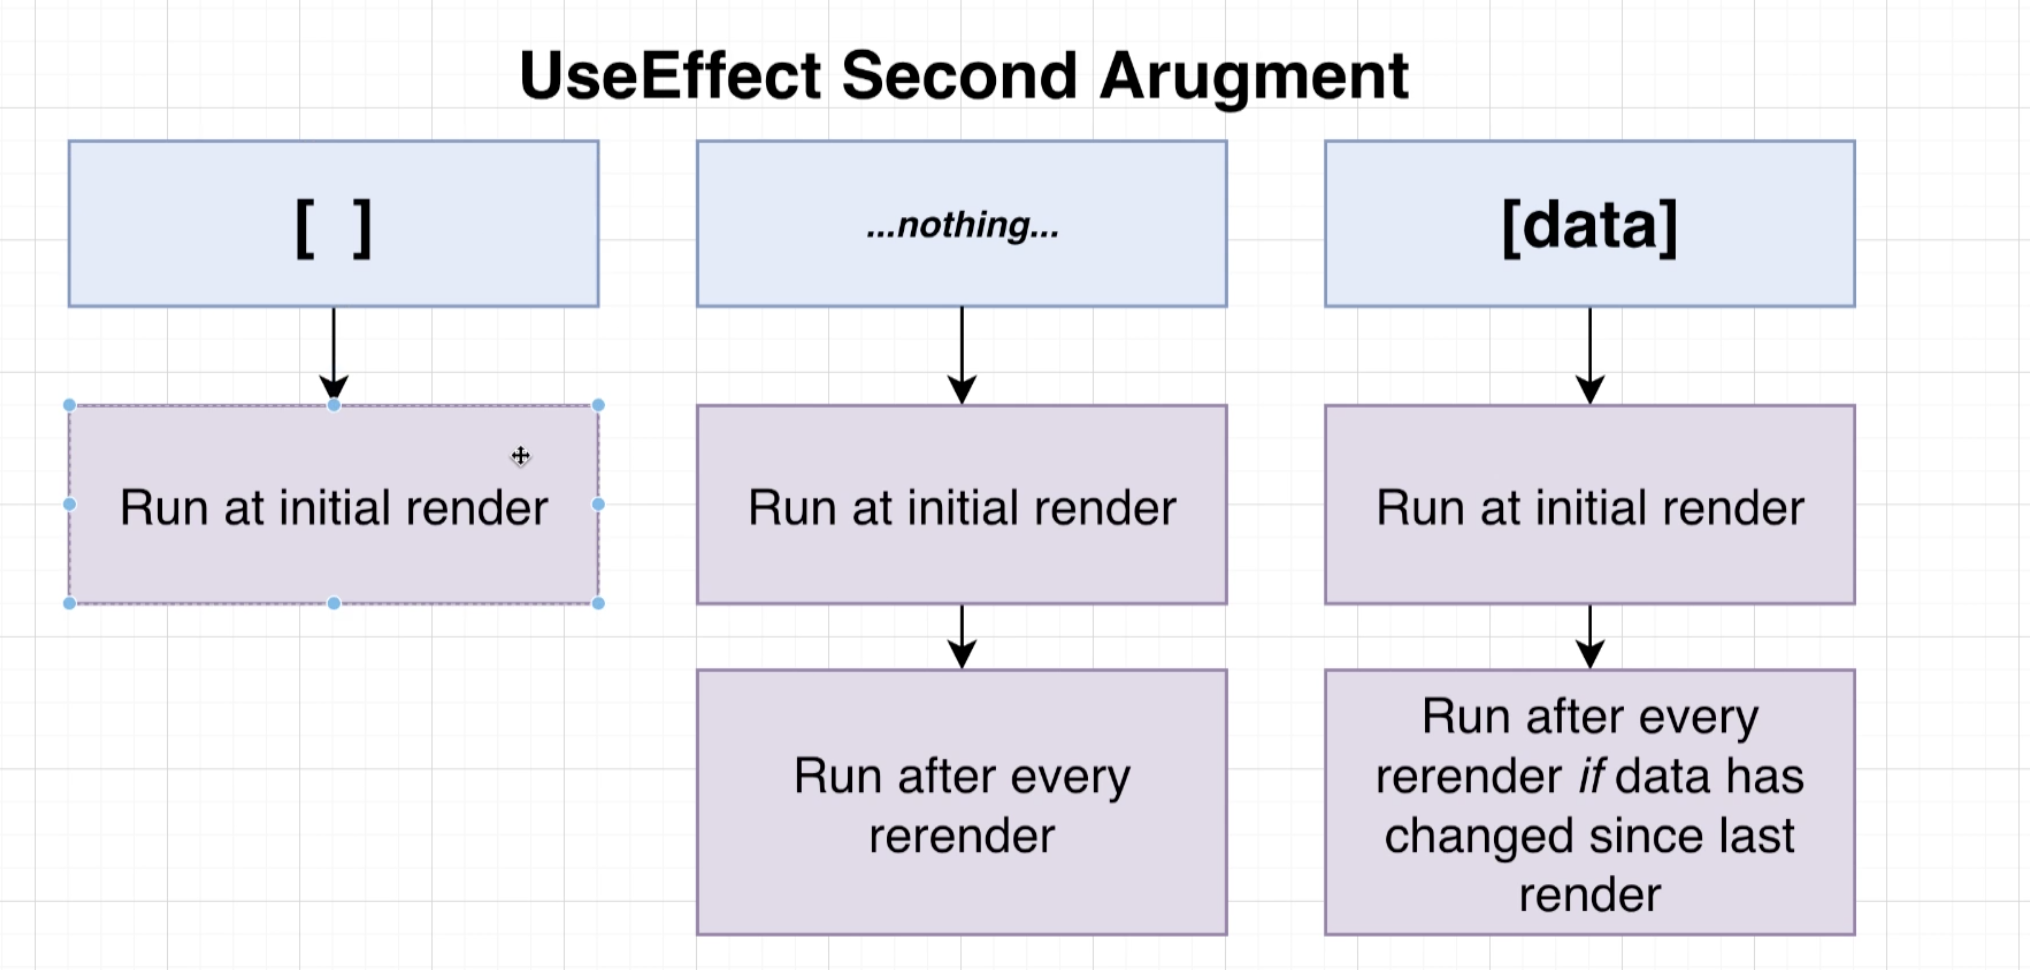 UseEffect Second Arugment
[ ]
...nothing...
[data]
Run at initial render
Run at initial render
Run at initial render
Run after every
rerender
Run after every
rerender if data has
changed since last
render